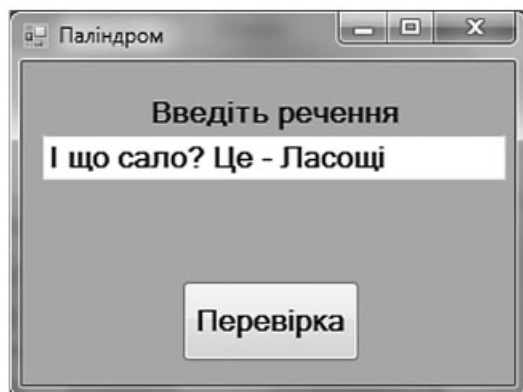 Паліндром
Введіть речення
І що сало? Це - Ласощі
Перевірка